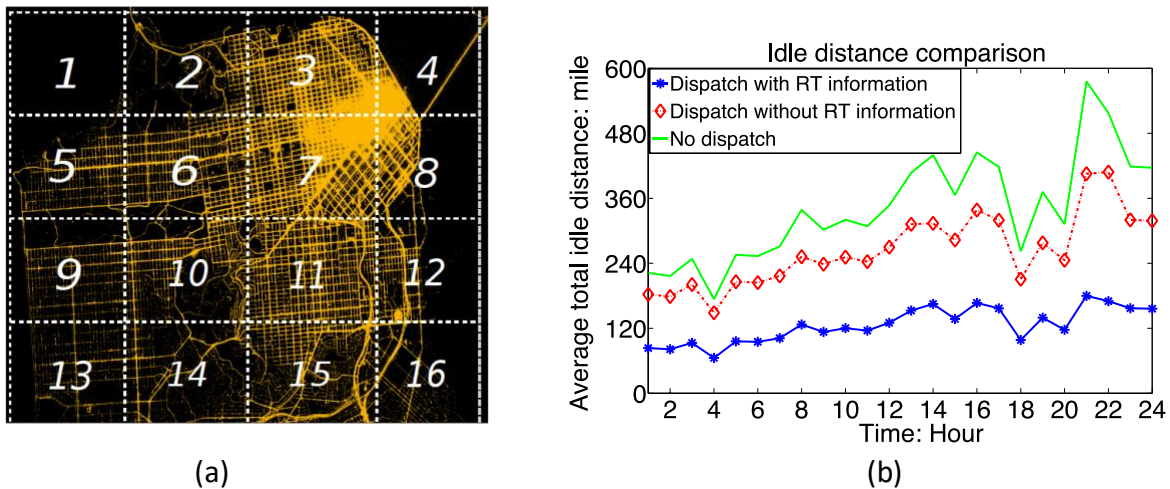 1 2 3 4
5 6 7 8
9 10 11 12
13 14 15 16
(a)
Idle distance comparison
Average total idle distance: mile
600
480
360
240
120
0
Dispatch with RT information
Dispatch without RT information
No dispatch
2 4 6 8 10 12 14 16 18 20 22 24
Time: Hour
(b)